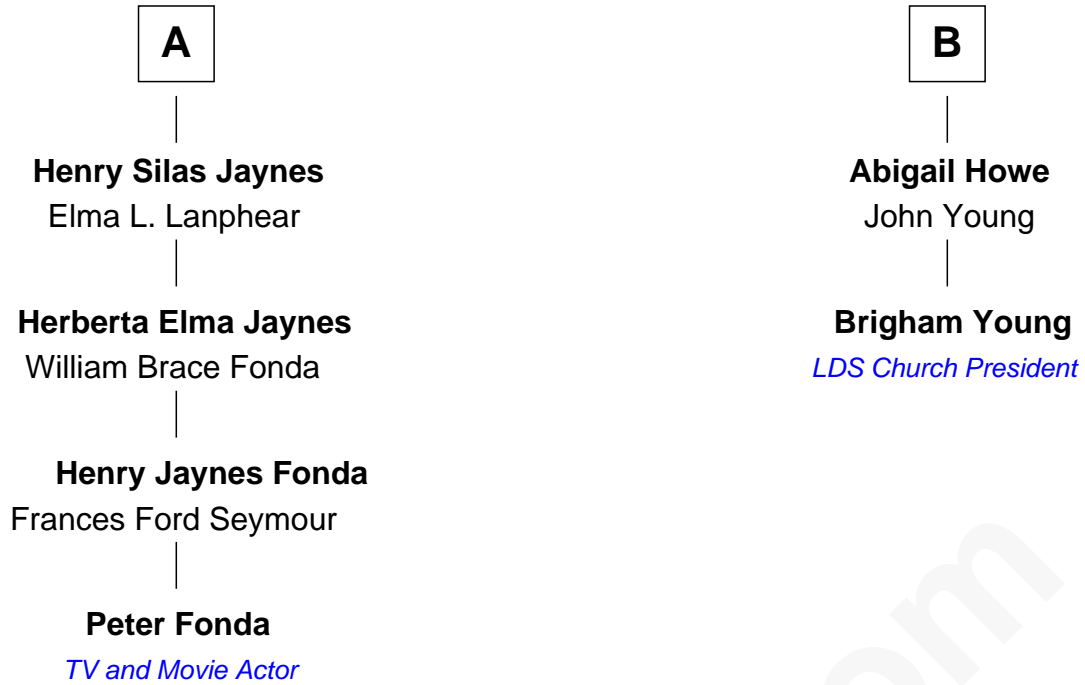 A
Henry Silas Jaynes
Elma L. Lanphear
Herberta Elma Jaynes
William Brace Fonda
Henry Jaynes Fonda
Frances Ford Seymour
Peter Fonda
TV and Movie Actor
B
Abigail Howe
John Young
Brigham Young
LDS Church President
om